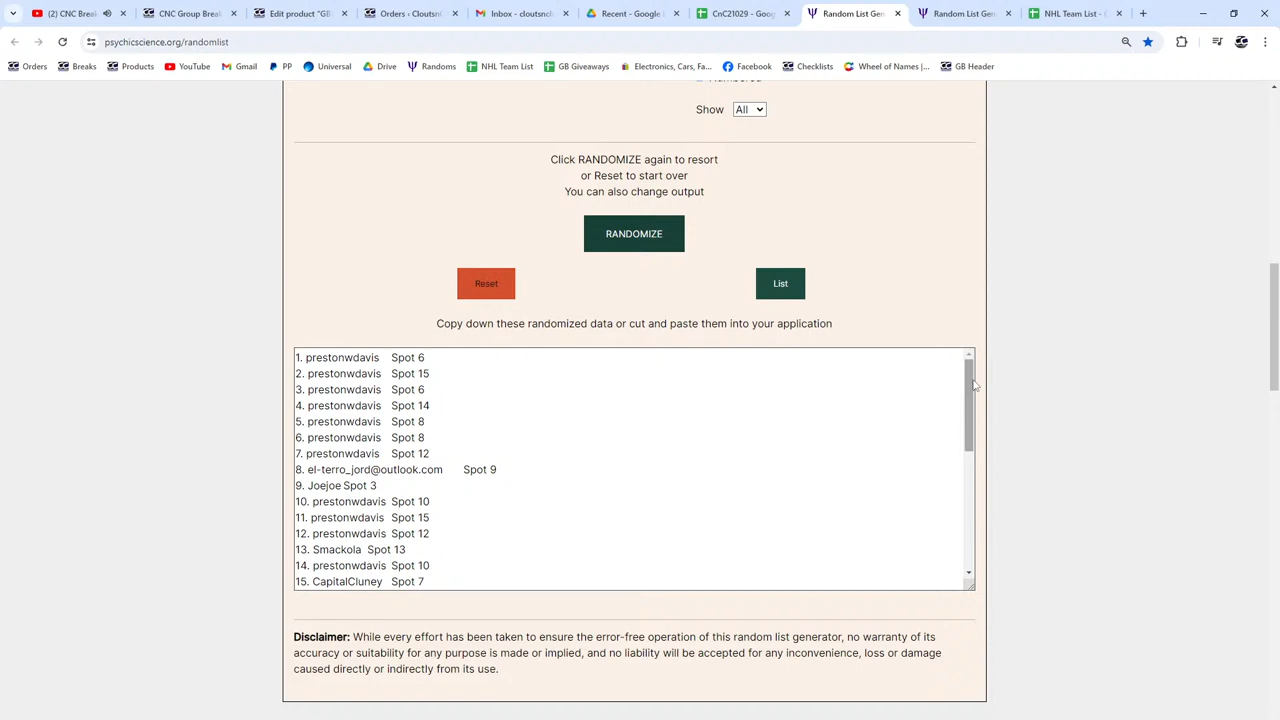 (2) CNC Break
CNC Group Break
Edit product "GB
Orders ‹ Cloutsn
Inbox - cloutsncl
Recent - Google
CnC21029 - Goog
Random List Gen
Random List Gen
NHL Team List -
psychicscience.org/randomlist
Orders
Breaks
Products
YouTube
Gmail
PP
Universal
Drive
Randoms
NHL Team List
GB Giveaways
Electronics, Cars, Fa...
Facebook
Checklists
Wheel of Names |...
GB Header
Numbered
Show All
Click RANDOMIZE again to resort
or Reset to start over
You can also change output
RANDOMIZE
Reset
List
Copy down these randomized data or cut and paste them into your application
1. prestonwdavis Spot 6
2. prestonwdavis Spot 15
3. prestonwdavis Spot 6
4. prestonwdavis Spot 14
5. prestonwdavis Spot 8
6. prestonwdavis Spot 8
7. prestonwdavis Spot 12
8. el-terro_jord@outlook.com Spot 9
9. Joejoe Spot 3
10. prestonwdavis Spot 10
11. prestonwdavis Spot 15
12. prestonwdavis Spot 12
13. Smackola Spot 13
14. prestonwdavis Spot 10
15. CapitalCluney Spot 7
Disclaimer: While every effort has been taken to ensure the error-free operation of this random list generator, no warranty of its
accuracy or suitability for any purpose is made or implied, and no liability will be accepted for any inconvenience, loss or damage
caused directly or indirectly from its use.